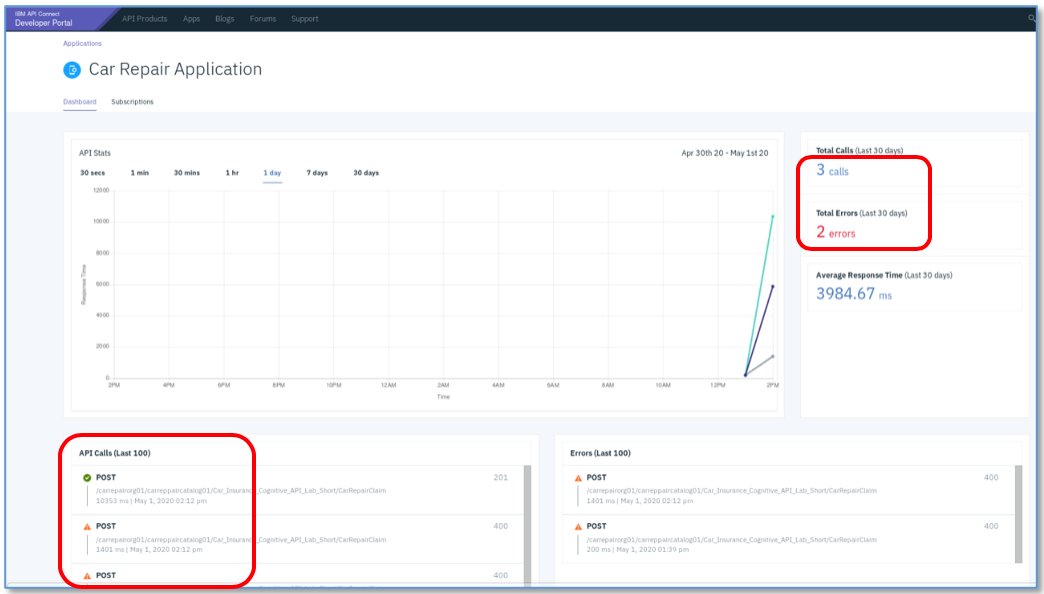 IBM API Connect
Developer Portal
API Products Apps Blogs Forums Support
Applications
Car Repair Application
Dashboard Subscriptions
API Stats
Apr 30th 20 - May 1st 20
30 secs 1 min 30 mins 1 hr 1 day 7 days 30 days
12000
10000
8000
6000
4000
2000
0
Response Time
2PM 4PM 6PM 8PM 10PM 12AM 2AM 4AM 6AM 8AM 10AM 12PM 2PM
Time
Total Calls (Last 30 days)
3 calls
Total Errors (Last 30 days)
2 errors
Average Response Time (Last 30 days)
3984.67 ms
API Calls (Last 100)
POST 201
/carrepairorg01/carreppaircatalog01/Car_Insurance_Cognitive_API_Lab_Short/CarRepairClaim
10353 ms | May 1, 2020 02:12 pm
POST 400
/carrepairorg01/carreppaircatalog01/Car_Insurance_Cognitive_API_Lab_Short/CarRepairClaim
1401 ms | May 1, 2020 02:12 pm
POST 400
Errors (Last 100)
POST 400
/carrepairorg01/carreppaircatalog01/Car_Insurance_Cognitive_API_Lab_Short/CarRepairClaim
1401 ms | May 1, 2020 02:12 pm
POST 400
/carrepairorg01/carreppaircatalog01/Car_Insurance_Cognitive_API_Lab_Short/CarRepairClaim
200 ms | May 1, 2020 01:39 pm